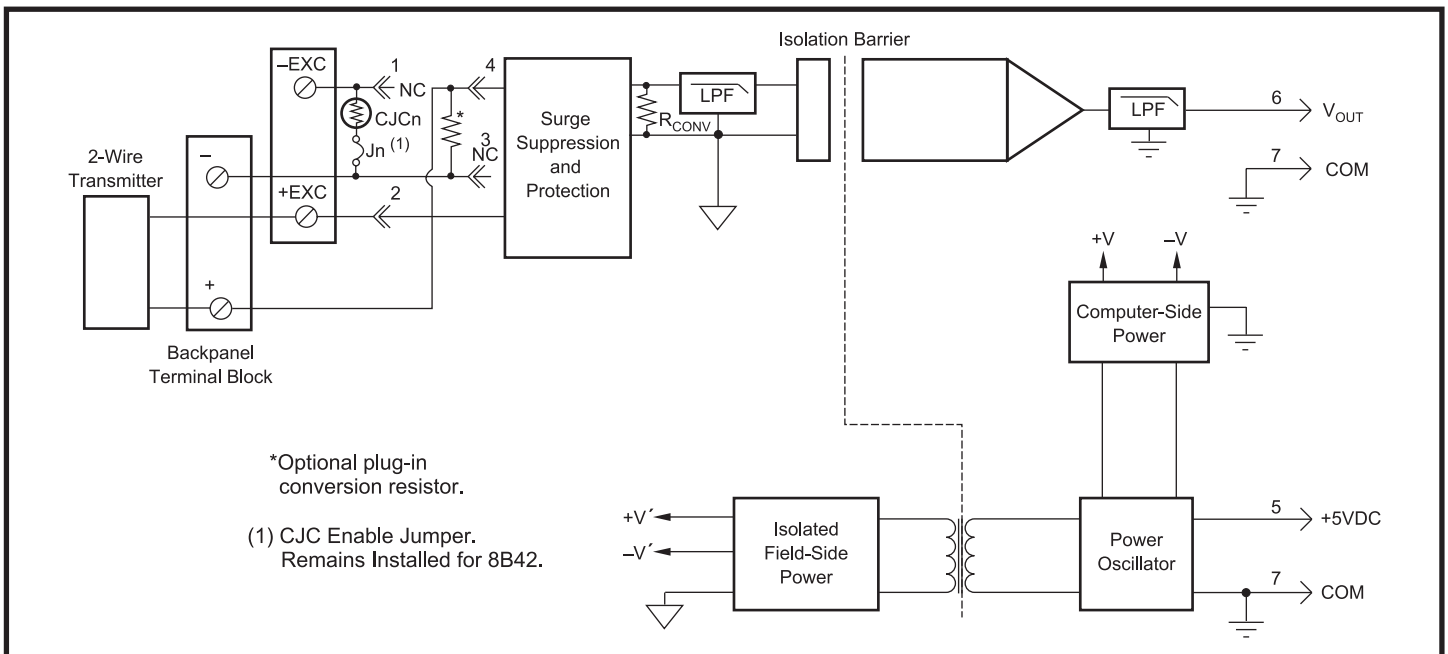 Isolation Barrier
–EXC
1
NC
4
CJCn
*
Jn (1)
3
NC
Surge
Suppression
and
Protection
R_CONV
LPF
LPF
6
V_OUT
7
COM
2-Wire
Transmitter
–
+EXC
2
+
Backpanel
Terminal Block
+V
–V
Computer-Side
Power
*Optional plug-in
conversion resistor.
(1) CJC Enable Jumper.
Remains Installed for 8B42.
+V´
–V´
Isolated
Field-Side
Power
Power
Oscillator
5
+5VDC
7
COM